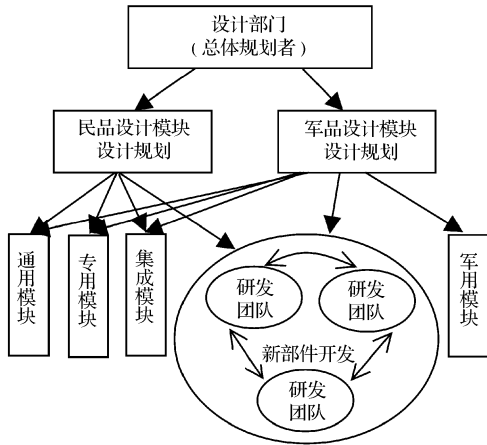 设计部门
(总体规划者)
民品设计模块
设计规划
军品设计模块
设计规划
通用模块
专用模块
集成模块
军用模块
研发
团队
研发
团队
新部件开发
研发
团队